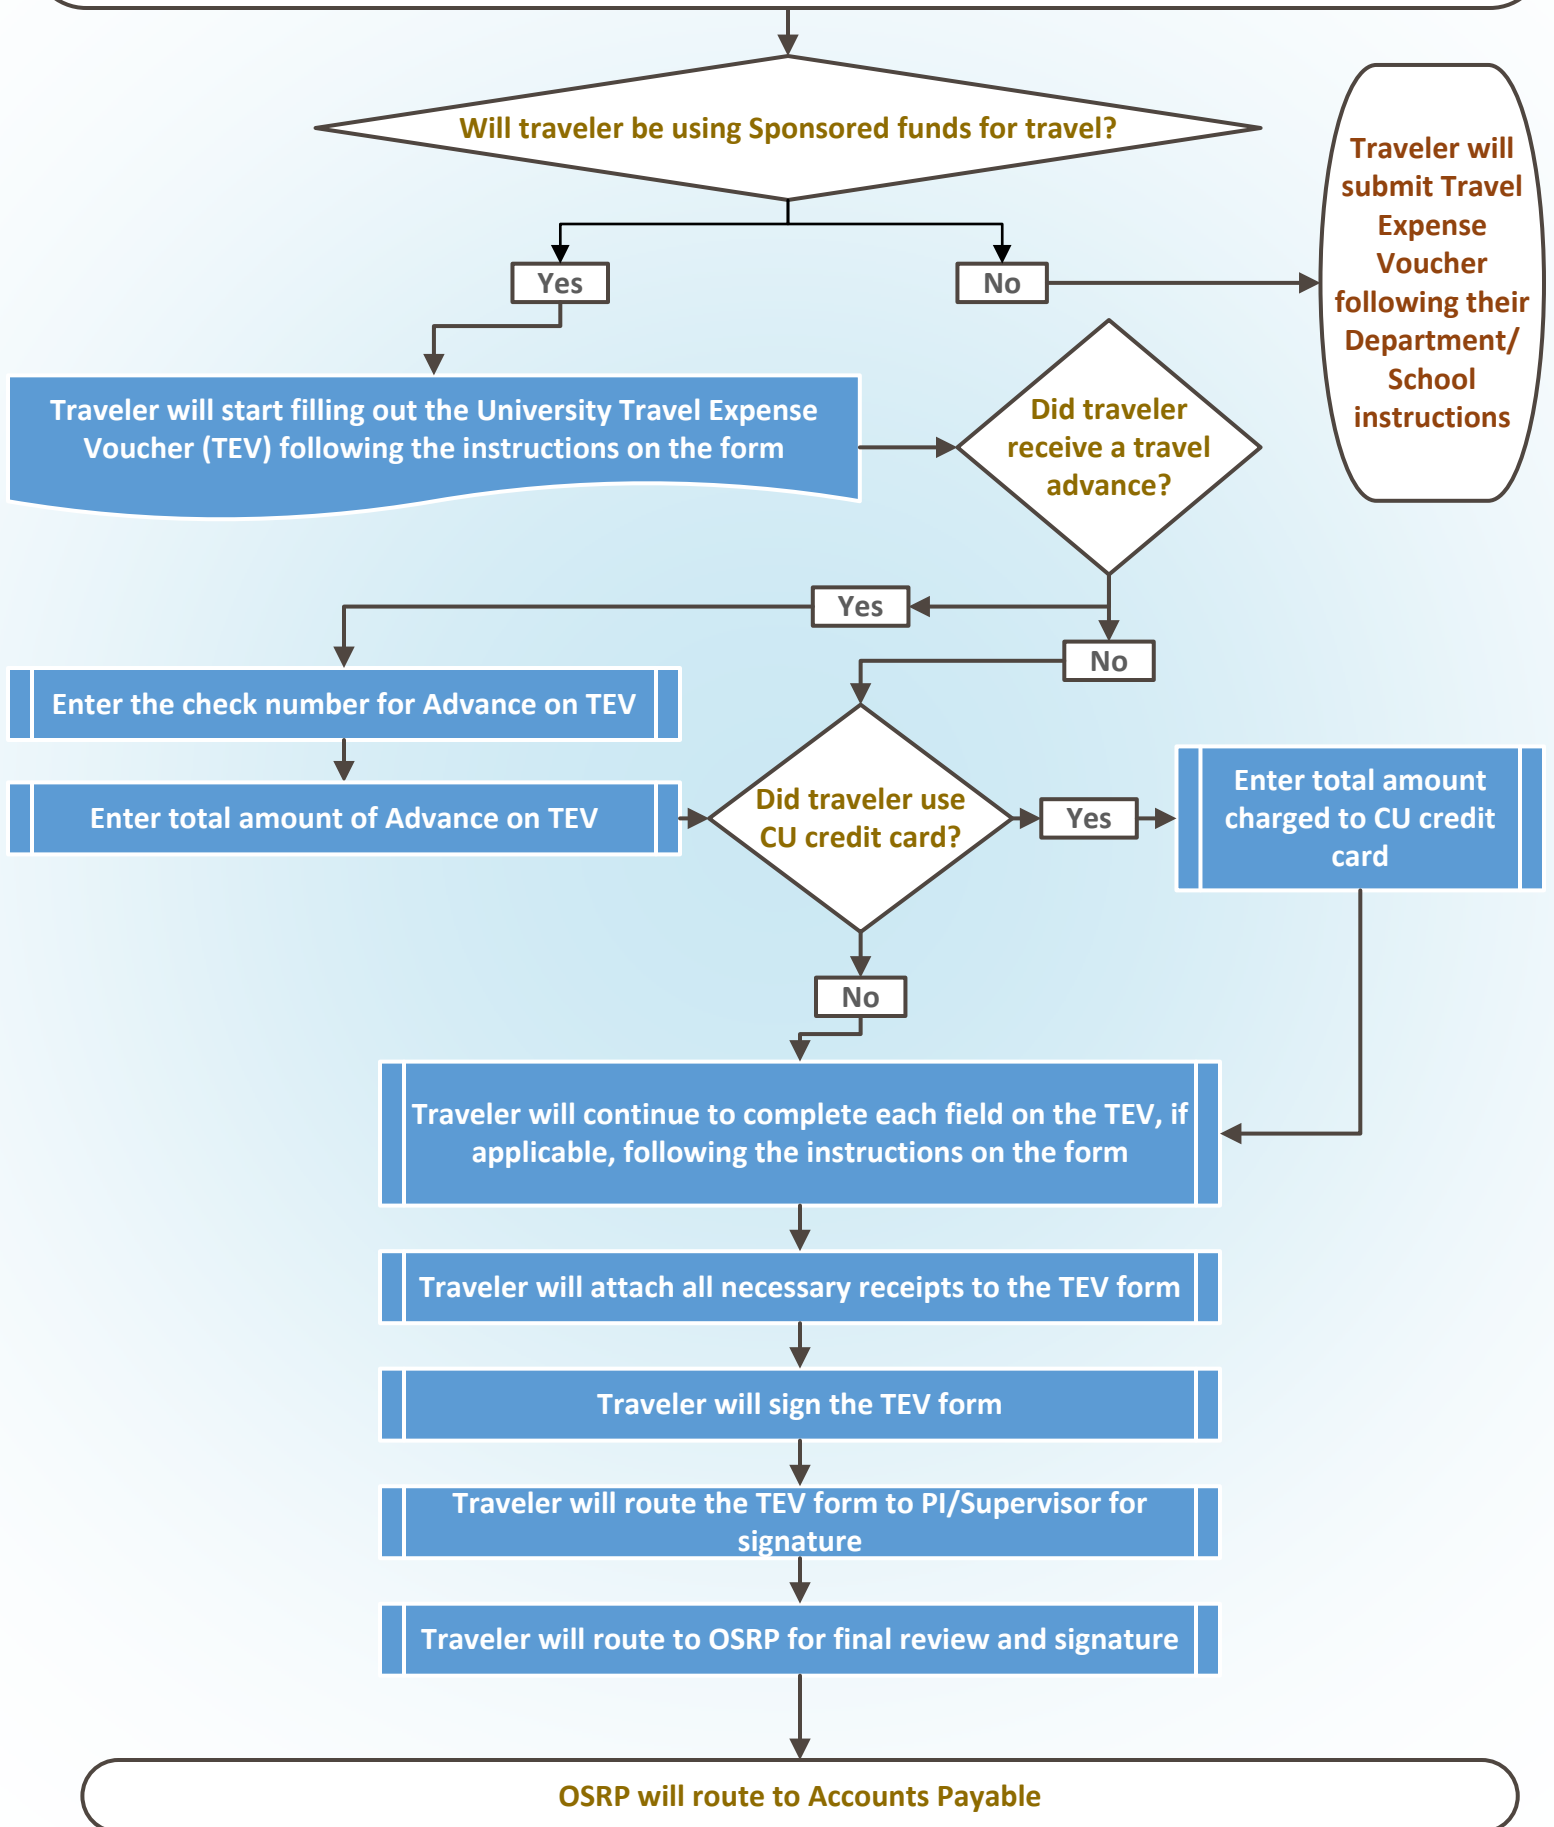 Will traveler be using Sponsored funds for travel?
Yes
No
Traveler will
submit Travel
Expense
Voucher
following their
Department/
School
instructions
Traveler will start filling out the University Travel Expense
Voucher (TEV) following the instructions on the form
Did traveler
receive a travel
advance?
Yes
No
Enter the check number for Advance on TEV
Enter total amount of Advance on TEV
Did traveler use
CU credit card?
Yes
Enter total amount
charged to CU credit
card
No
Traveler will continue to complete each field on the TEV, if
applicable, following the instructions on the form
Traveler will attach all necessary receipts to the TEV form
Traveler will sign the TEV form
Traveler will route the TEV form to PI/Supervisor for
signature
Traveler will route to OSRP for final review and signature
OSRP will route to Accounts Payable